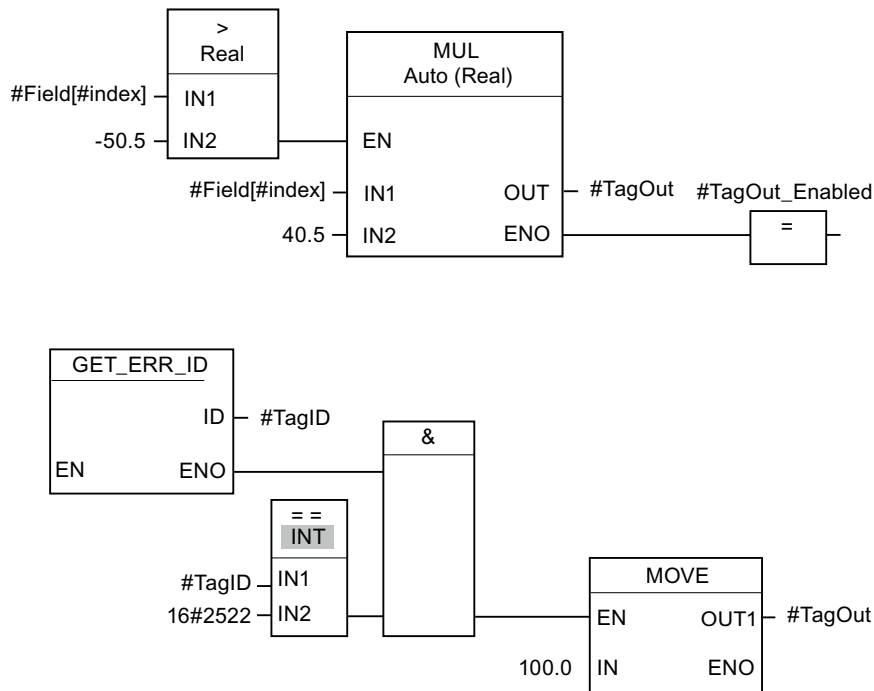 >
Real
#Field[#index] IN1
-50.5 IN2
MUL
Auto (Real)
EN
#Field[#index] IN1 OUT #TagOut
40.5 IN2 ENO
#TagOut_Enabled
=
GET_ERR_ID
ID #TagID
EN ENO
&
= =
INT
#TagID IN1
16#2522 IN2
MOVE
EN OUT1 #TagOut
100.0 IN ENO